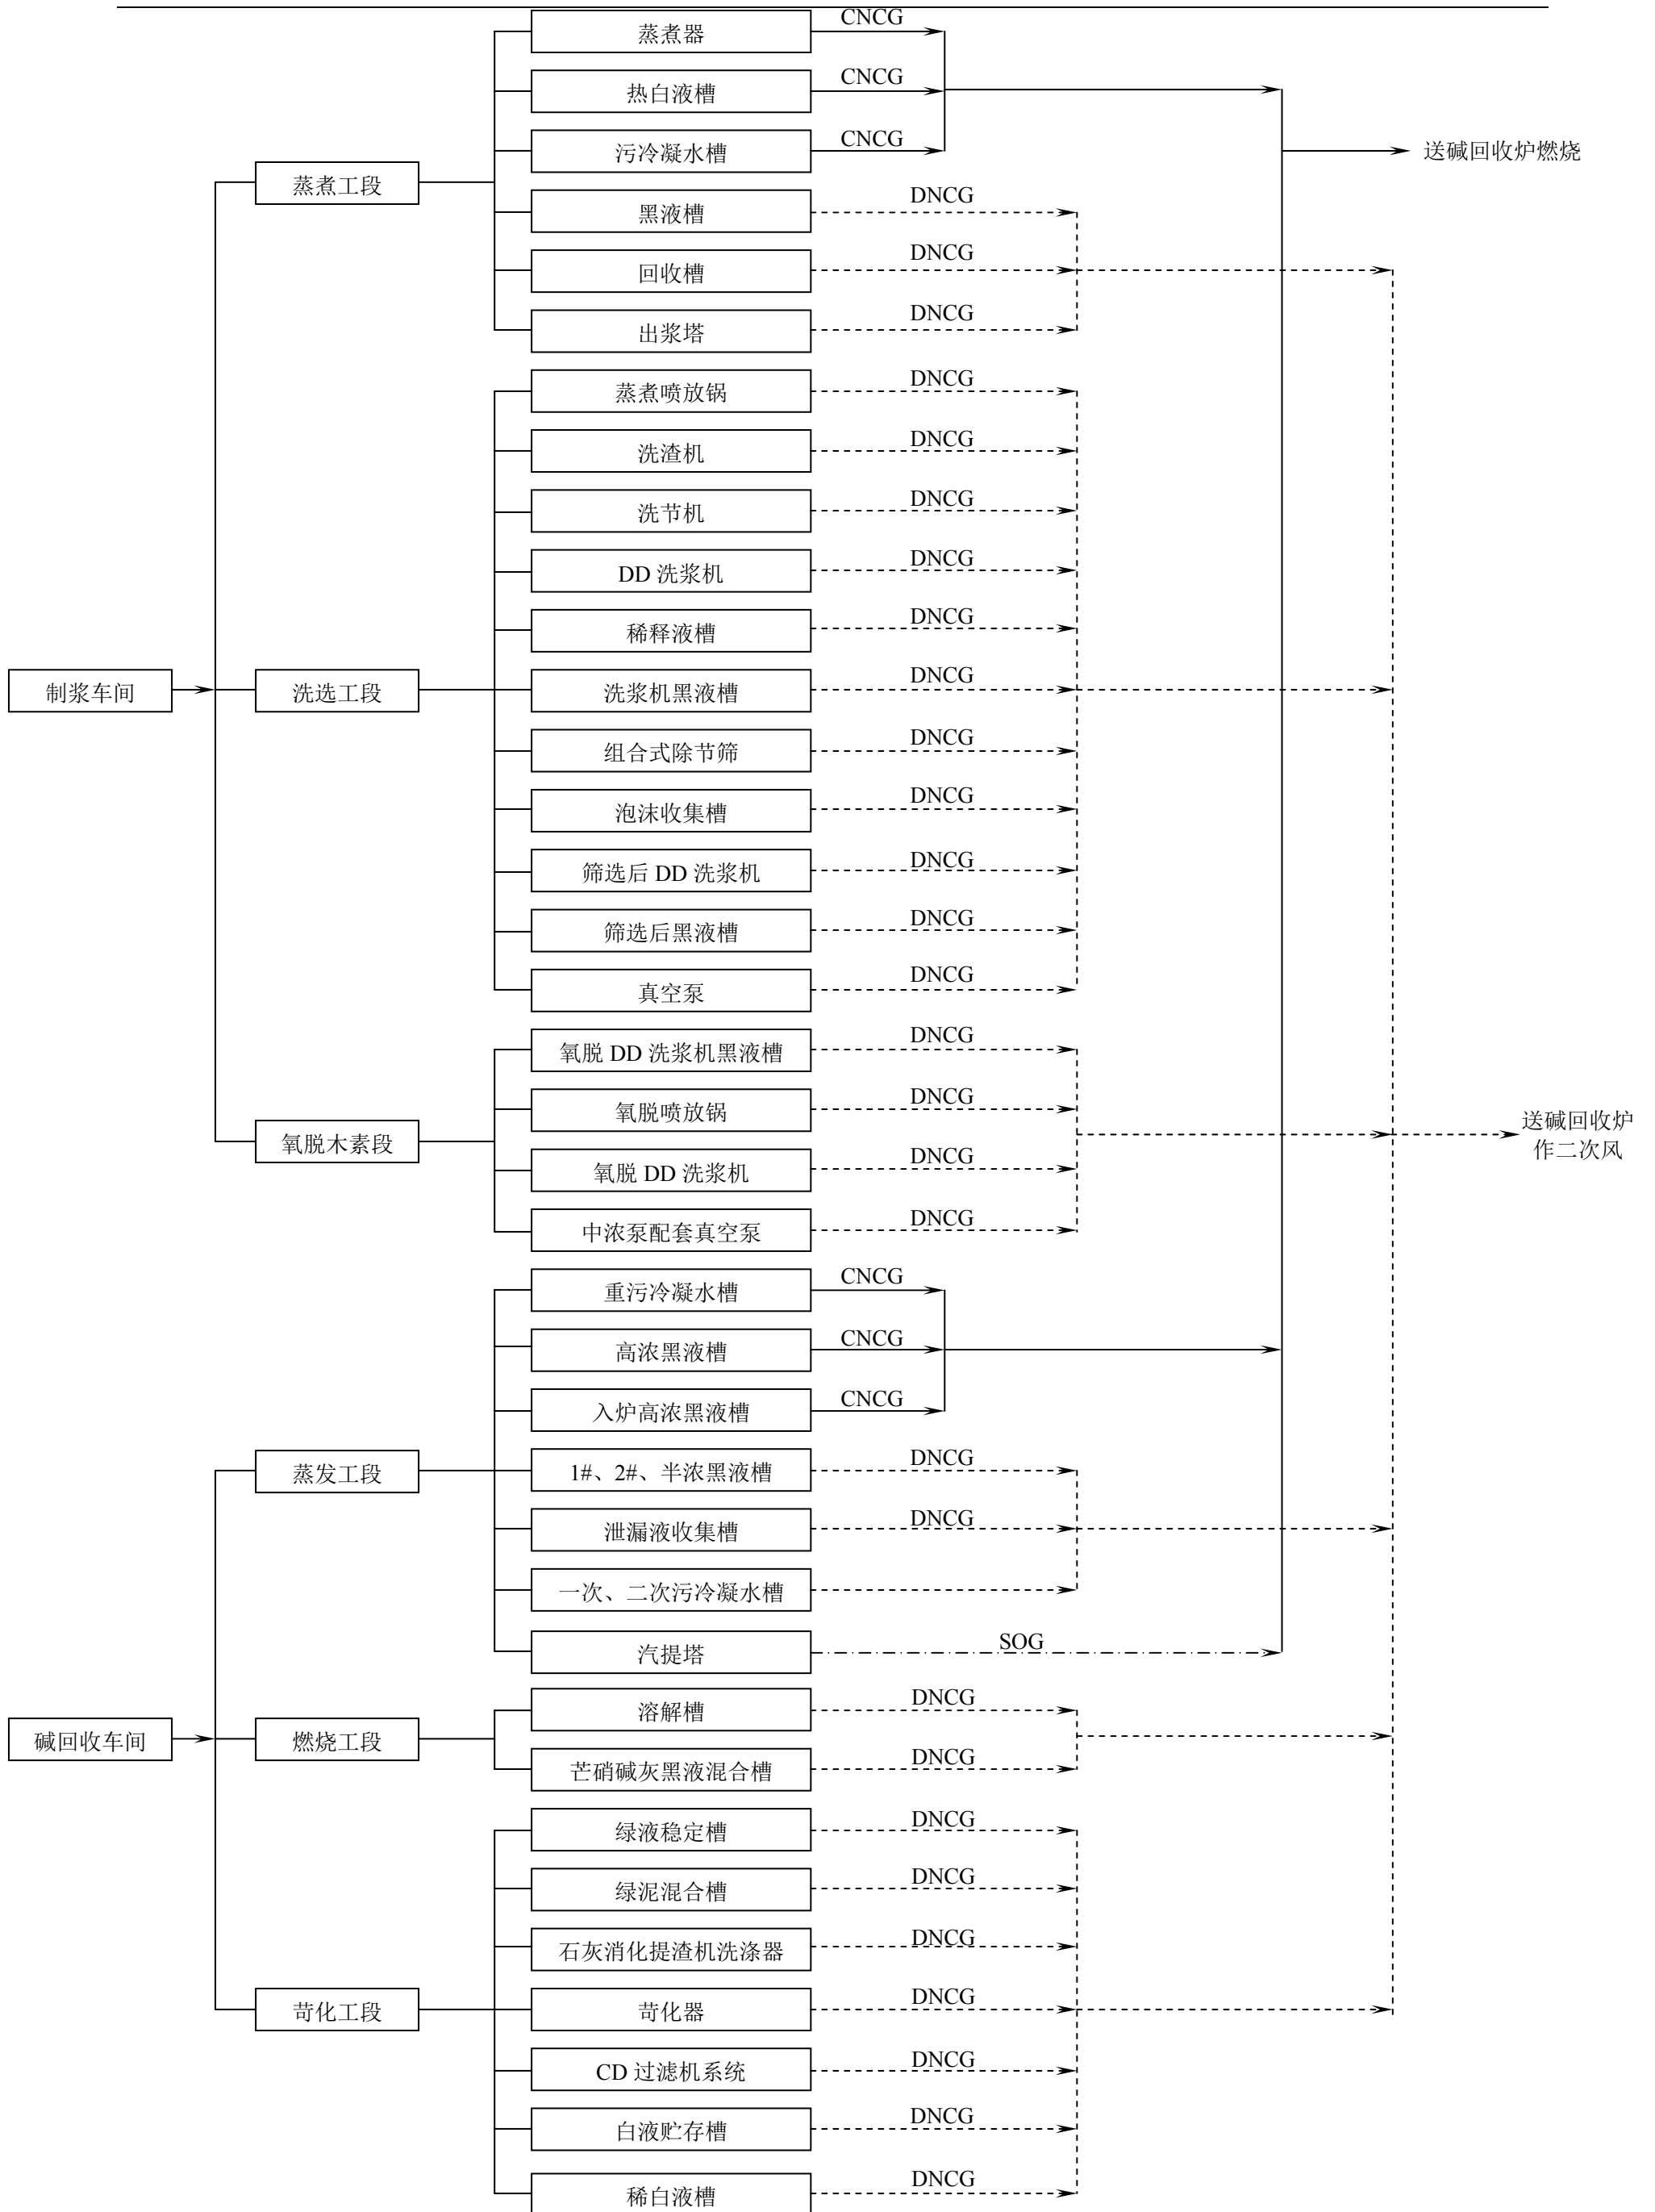 蒸煮器
CNCG
热白液槽
CNCG
污冷凝水槽
CNCG
送碱回收炉燃烧
蒸煮工段
黑液槽
DNCG
回收槽
DNCG
出浆塔
DNCG
蒸煮喷放锅
DNCG
洗渣机
DNCG
洗节机
DNCG
DD 洗浆机
DNCG
稀释液槽
DNCG
制浆车间
洗选工段
洗浆机黑液槽
DNCG
组合式除节筛
DNCG
泡沫收集槽
DNCG
筛选后 DD 洗浆机
DNCG
筛选后黑液槽
DNCG
真空泵
DNCG
氧脱 DD 洗浆机黑液槽
DNCG
氧脱喷放锅
DNCG
氧脱木素段
送碱回收炉
作二次风
氧脱 DD 洗浆机
DNCG
中浓泵配套真空泵
DNCG
重污冷凝水槽
CNCG
高浓黑液槽
CNCG
入炉高浓黑液槽
CNCG
蒸发工段
1#、2#、半浓黑液槽
DNCG
泄漏液收集槽
DNCG
一次、二次污冷凝水槽
汽提塔
SOG
溶解槽
DNCG
碱回收车间
燃烧工段
芒硝碱灰黑液混合槽
DNCG
绿液稳定槽
DNCG
绿泥混合槽
DNCG
石灰消化提渣机洗涤器
DNCG
苛化工段
苛化器
DNCG
CD 过滤机系统
DNCG
白液贮存槽
DNCG
稀白液槽
DNCG